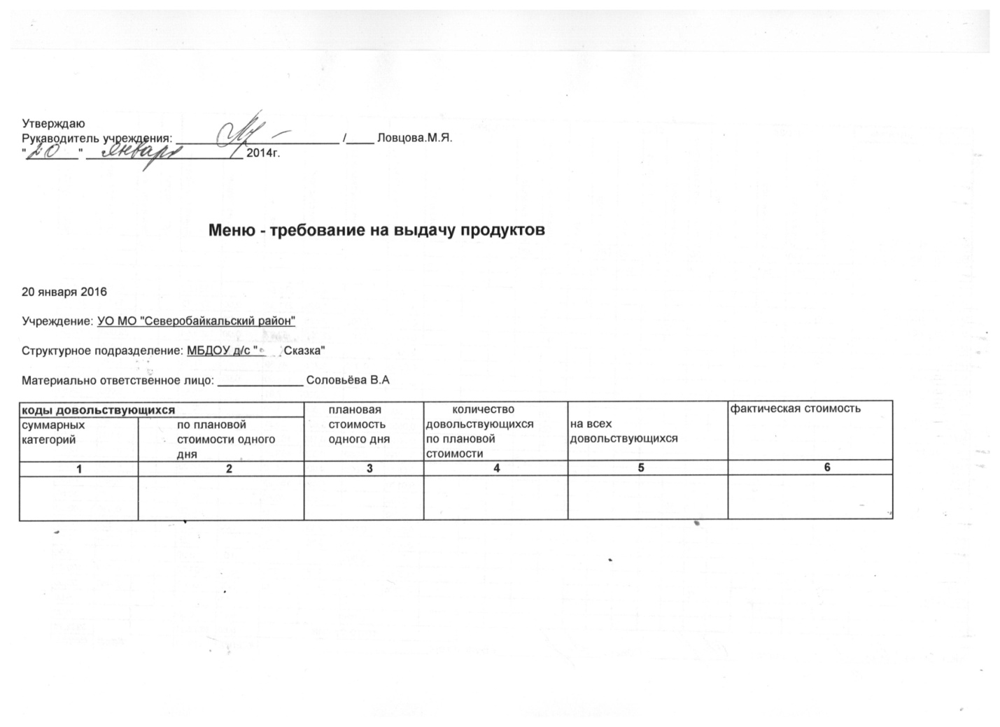 Утверждаю
Руководитель учреждения: ____ /____ Ловцова.М.Я.
"20" января 2014г.
Меню - требование на выдачу продуктов
20 января 2016
Учреждение: УО МО "Северобайкальский район"
Структурное подразделение: МБДОУ д/с " Сказка"
Материально ответственное лицо: ____ Соловьёва В.А
коды довольствующихся
суммарных категорий
по плановой стоимости одного дня
плановая стоимость одного дня
количество довольствующихся по плановой стоимости
на всех довольствующихся
фактическая стоимость
1 2 3 4 5 6